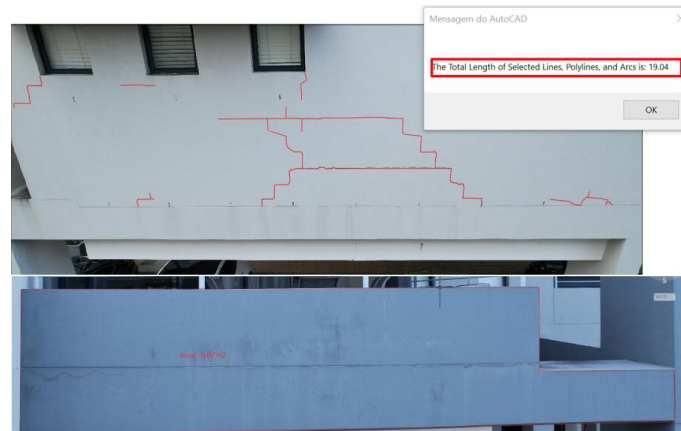 Mensagem do AutoCAD
The Total Length of Selected Lines, Polylines, and Arcs is: 19.04
OK